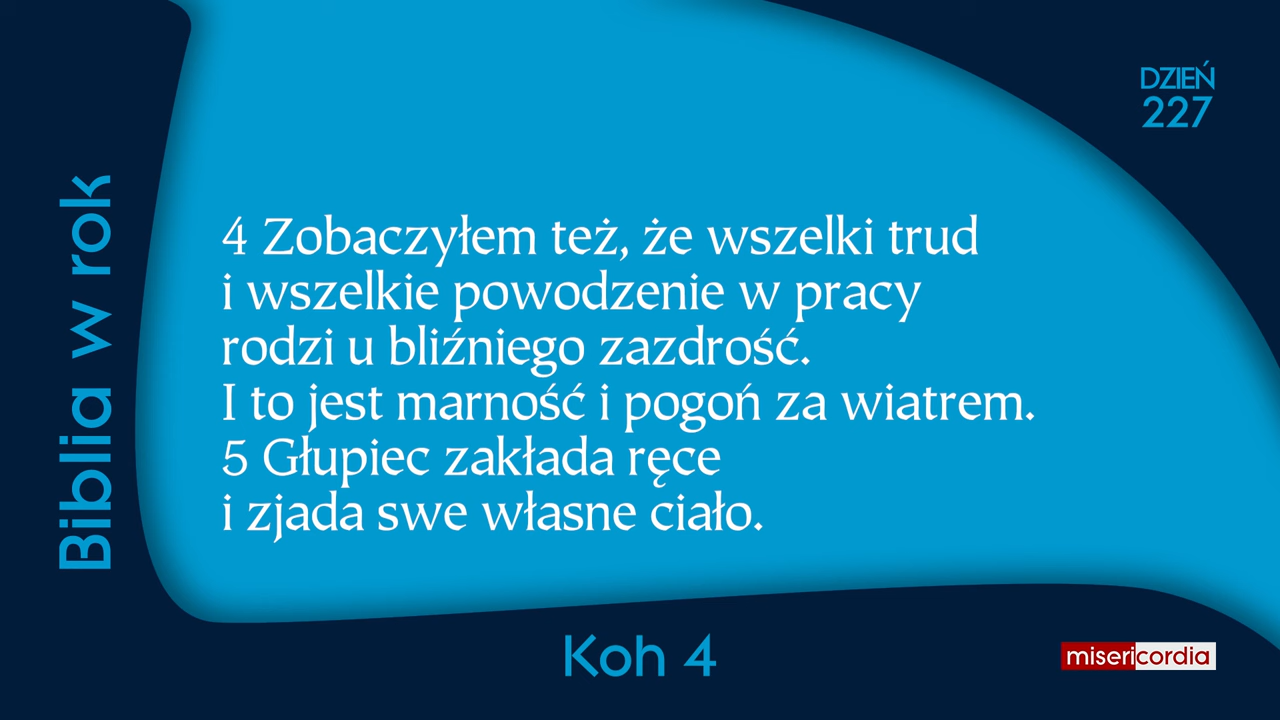 DZIEŃ
227
Biblia w rok
4 Zobaczyłem też, że wszelki trud
i wszelkie powodzenie w pracy
rodzi u bliźniego zazdrość.
I to jest marność i pogoń za wiatrem.
5 Głupiec zakłada ręce
i zjada swe własne ciało.
Koh 4
misericordia